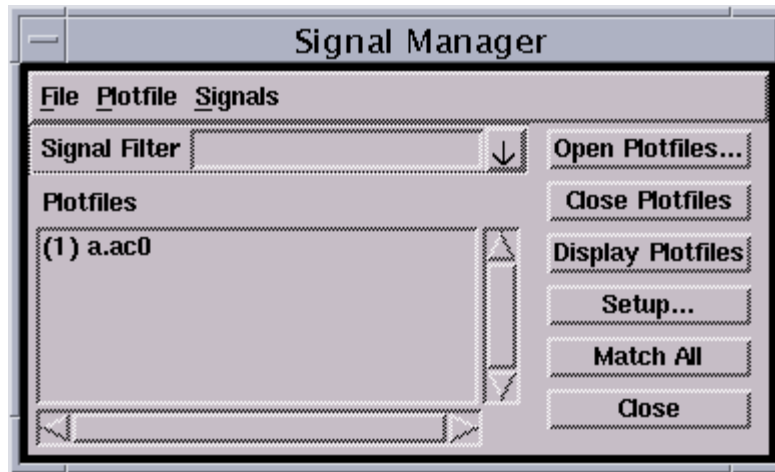 Signal Manager
File Plotfile Signals
Signal Filter
Open Plotfiles...
Plotfiles
Close Plotfiles
(1) a.ac0
Display Plotfiles
Setup...
Match All
Close